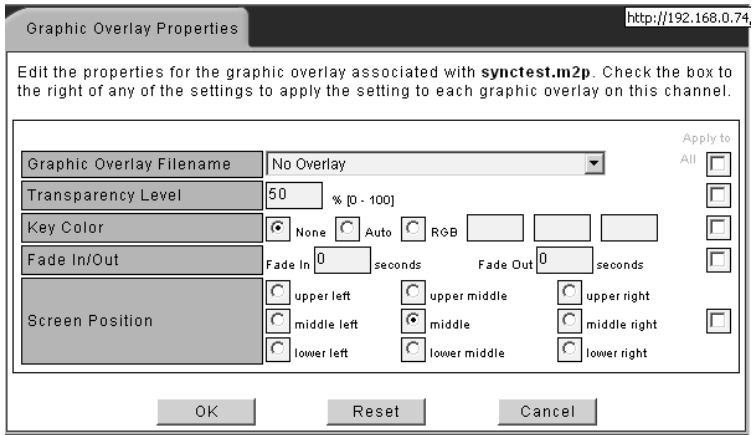 http://192.168.0.74,
Graphic Overlay Properties
Edit the properties for the graphic overlay associated with synctest.m2p. Check the box to
the right of any of the settings to apply the setting to each graphic overlay on this channel.
Apply to
All
Graphic Overlay Filename No Overlay
Transparency Level 50 % [0 - 100]
Key Color None Auto RGB
Fade In/Out Fade In 0 seconds Fade Out 0 seconds
upper left upper middle upper right
Screen Position middle left middle middle right
lower left lower middle lower right
OK Reset Cancel